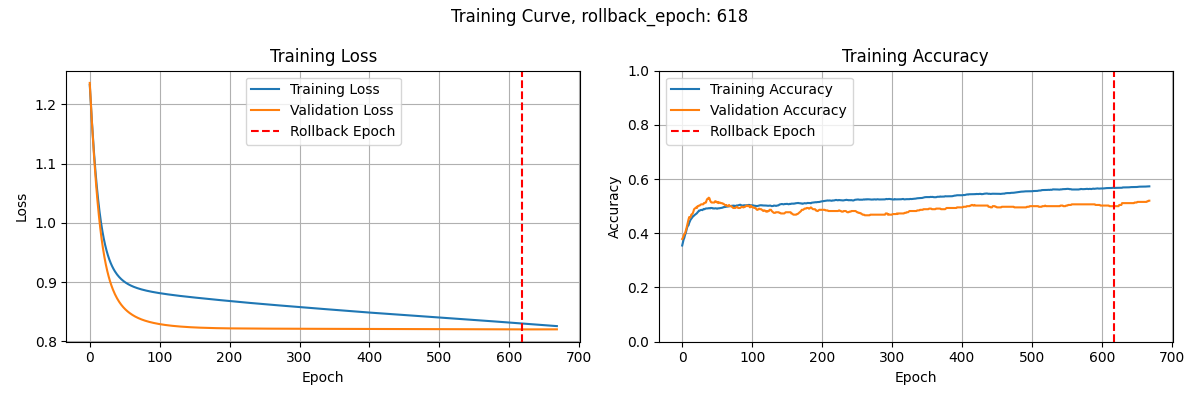 Training Curve, rollback_epoch: 618
Training Loss
Training Loss
Validation Loss
Rollback Epoch
Loss
1.2
1.1
1.0
0.9
0.8
0 100 200 300 400 500 600 700
Epoch
Training Accuracy
Training Accuracy
Validation Accuracy
Rollback Epoch
Accuracy
1.0
0.8
0.6
0.4
0.2
0.0
0 100 200 300 400 500 600 700
Epoch